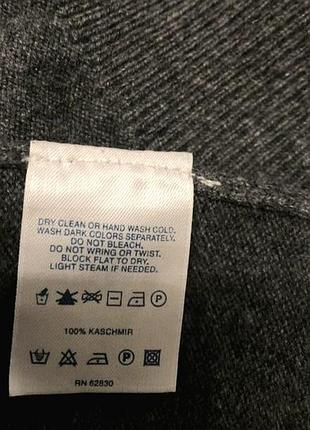 DRY CLEAN OR HAND WASH COLD.
WASH DARK COLORS SEPARATELY.
DO NOT BLEACH.
DO NOT WRING OR TWIST.
BLOCK FLAT TO DRY.
LIGHT STEAM IF NEEDED.
P
100% KASCHMIR
P
RN 62830